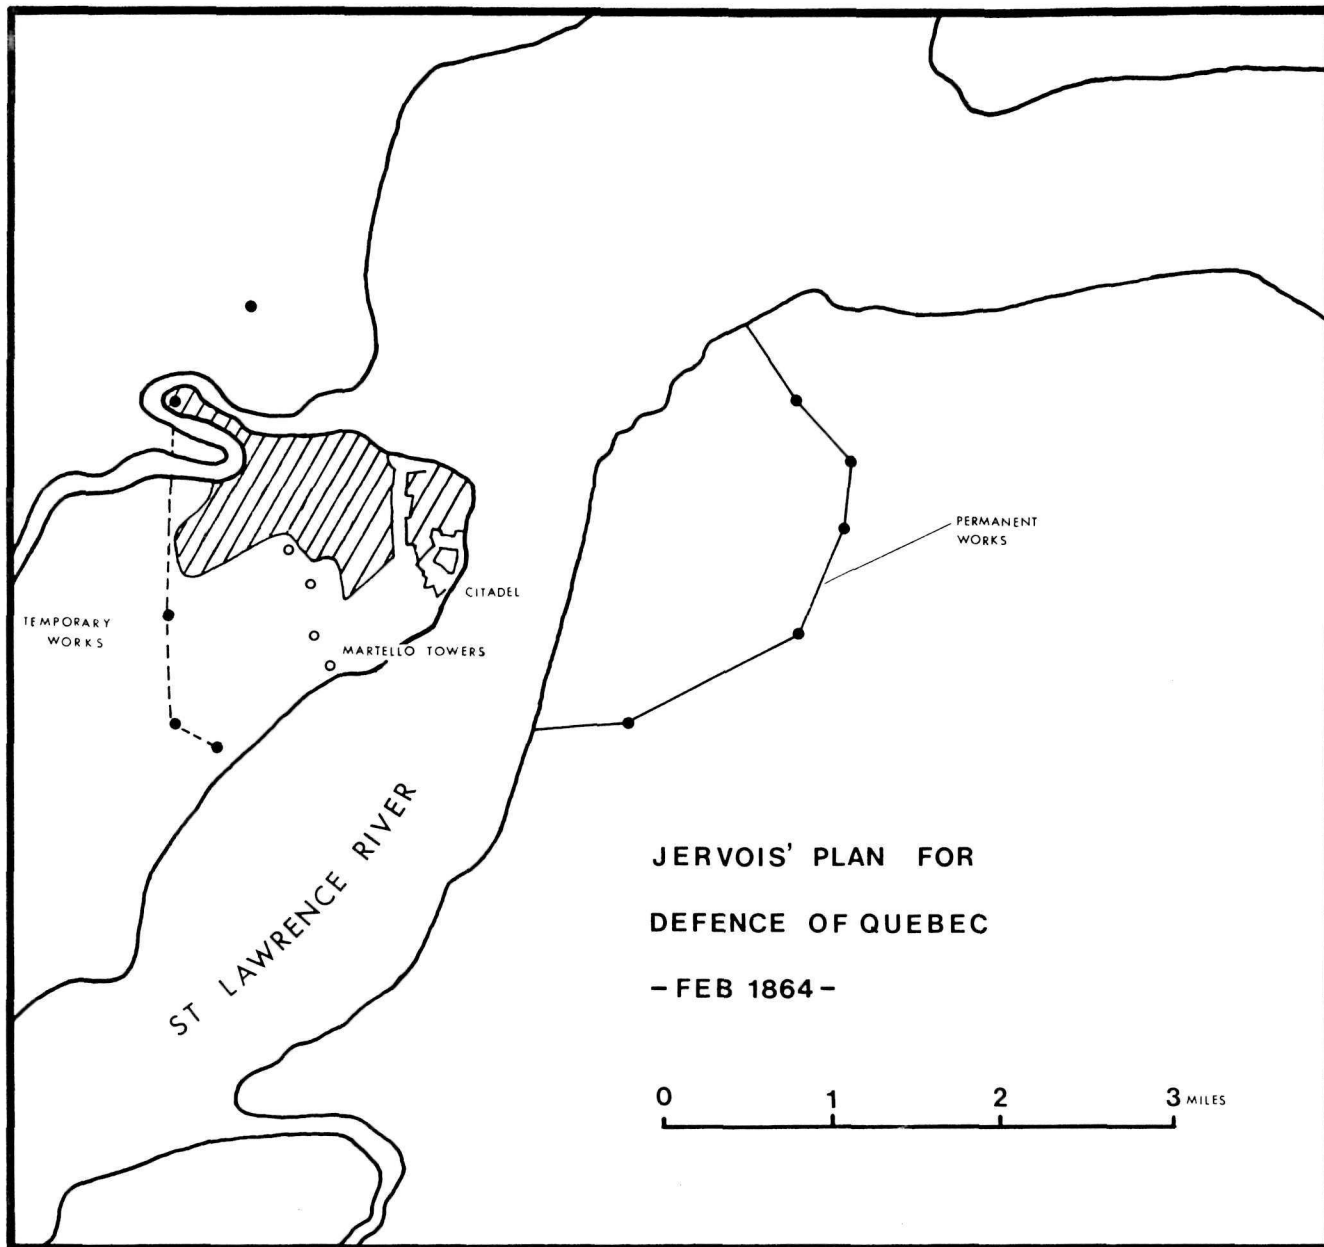 PERMANENT
WORKS
CITADEL
TEMPORARY
WORKS
MARTELLO TOWERS
ST LAWRENCE RIVER
JERVOIS' PLAN FOR
DEFENCE OF QUEBEC
- FEB 1864 -
0 1 2 3 MILES